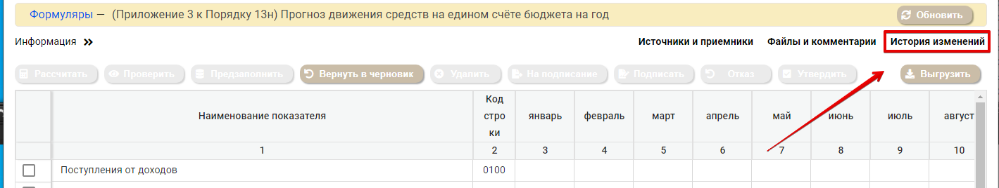 Формуляры — (Приложение 3 к Порядку 13н) Прогноз движения средств на едином счёте бюджета на год Обновить
Информация Источники и приемники Файлы и комментарии История изменений
Рассчитать Проверить Предзаполнить Вернуть в черновик Удалить На подписание Подписать Отказ Утвердить Выгрузить
Наименование показателя Код стро ки январь февраль март апрель май июнь июль август
1 2 3 4 5 6 7 8 9 10
Поступления от доходов 0100